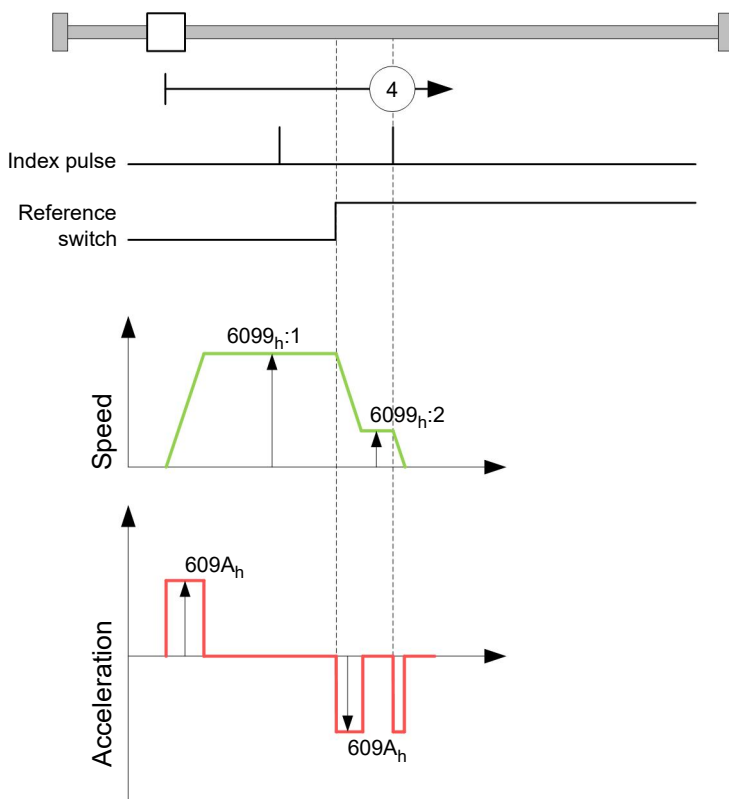 4
Index pulse
Reference
switch
6099h:1
6099h:2
Speed
609Ah
609Ah
Acceleration